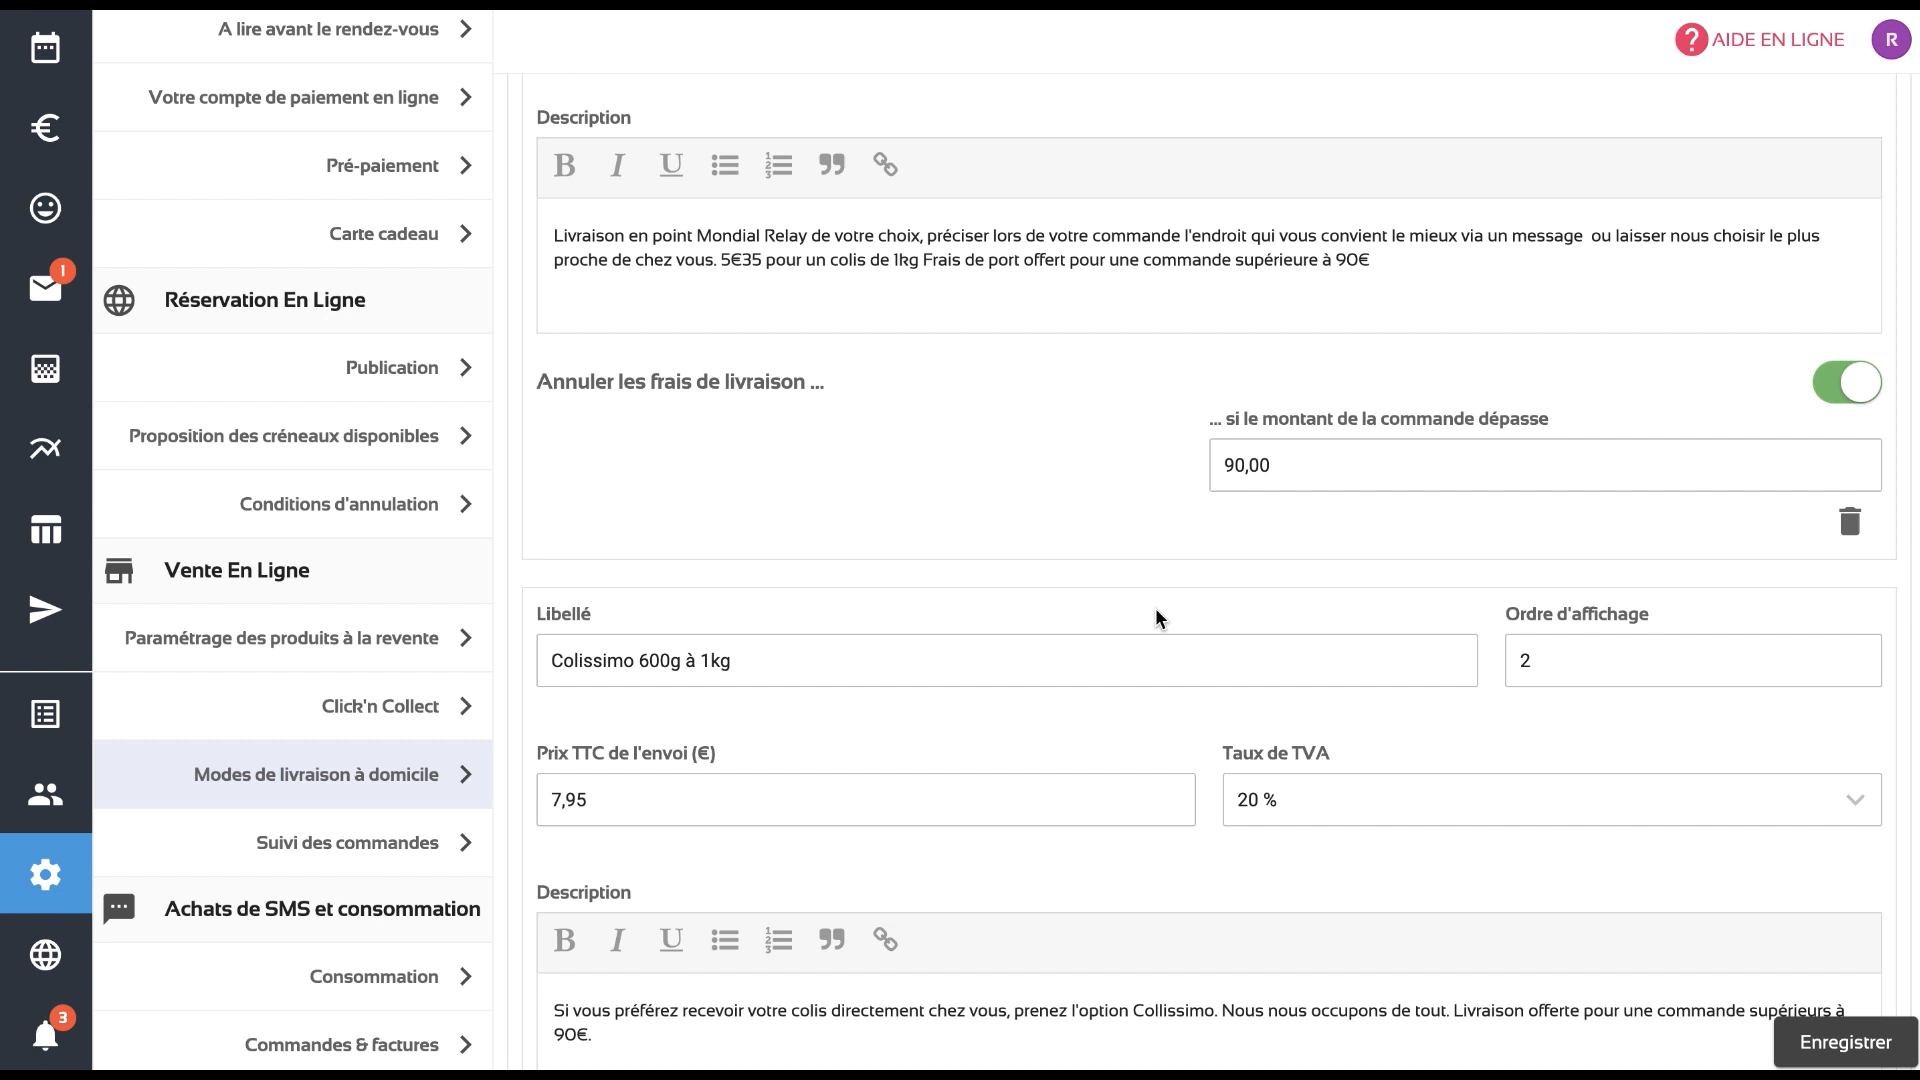 A lire avant le rendez-vous
AIDE EN LIGNE
R
Votre compte de paiement en ligne
Pré-paiement
Carte cadeau
1
Réservation En Ligne
Publication
Proposition des créneaux disponibles
Conditions d'annulation
Vente En Ligne
Paramétrage des produits à la revente
Click'n Collect
Modes de livraison à domicile
Suivi des commandes
Achats de SMS et consommation
Consommation
3
Commandes & factures
Description
B I U
Livraison en point Mondial Relay de votre choix, préciser lors de votre commande l'endroit qui vous convient le mieux via un message  ou laisser nous choisir le plus
proche de chez vous. 5€35 pour un colis de 1kg Frais de port offert pour une commande supérieure à 90€
Annuler les frais de livraison ...
... si le montant de la commande dépasse
90,00
Libellé
Ordre d'affichage
Colissimo 600g à 1kg
2
Prix TTC de l'envoi (€)
Taux de TVA
7,95
20 %
Description
B I U
Si vous préférez recevoir votre colis directement chez vous, prenez l'option Collissimo. Nous nous occupons de tout. Livraison offerte pour une commande supérieurs à
90€.
Enregistrer